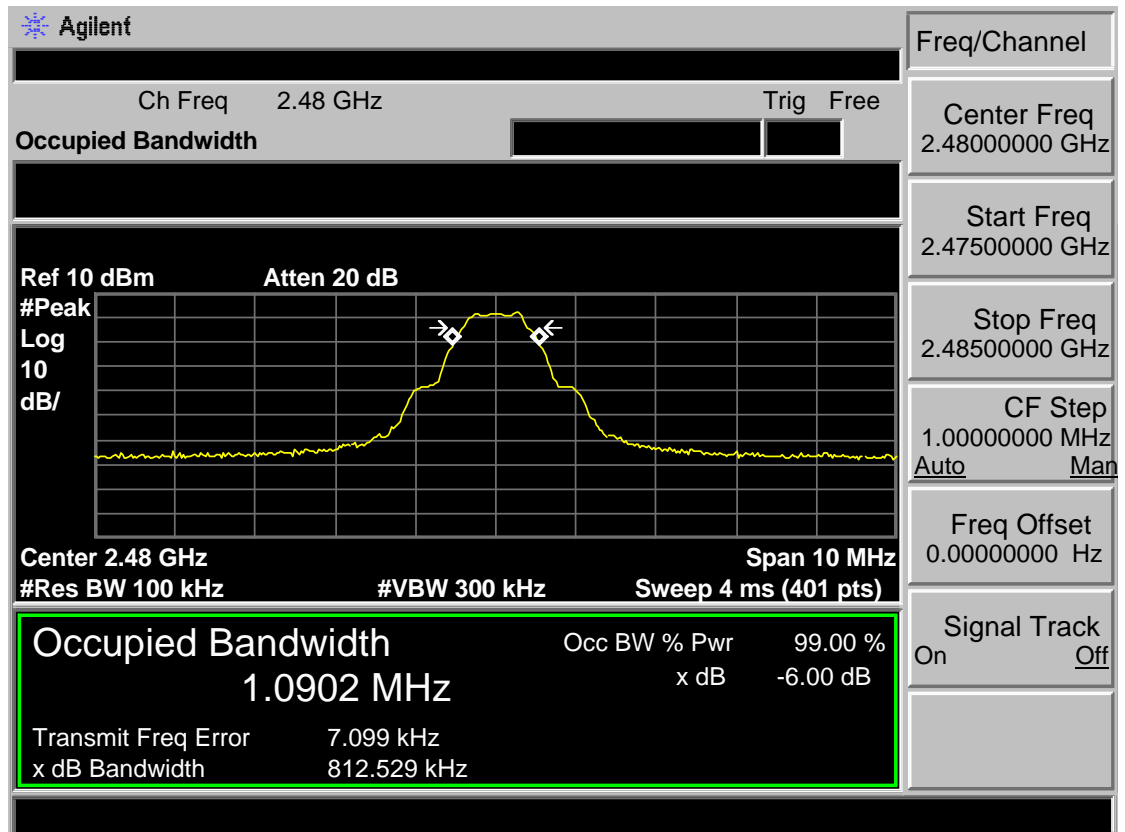 Agilent
Freq/Channel
Ch Freq 2.48 GHz Trig Free
Occupied Bandwidth
Center Freq
2.48000000 GHz
Start Freq
2.47500000 GHz
Stop Freq
2.48500000 GHz
CF Step
1.00000000 MHz
Auto Man
Freq Offset
0.00000000 Hz
Signal Track
On Off
Ref 10 dBm Atten 20 dB
#Peak
Log
10
dB/
Center 2.48 GHz Span 10 MHz
#Res BW 100 kHz #VBW 300 kHz Sweep 4 ms (401 pts)
Occupied Bandwidth Occ BW % Pwr 99.00 %
1.0902 MHz x dB -6.00 dB
Transmit Freq Error 7.099 kHz
x dB Bandwidth 812.529 kHz